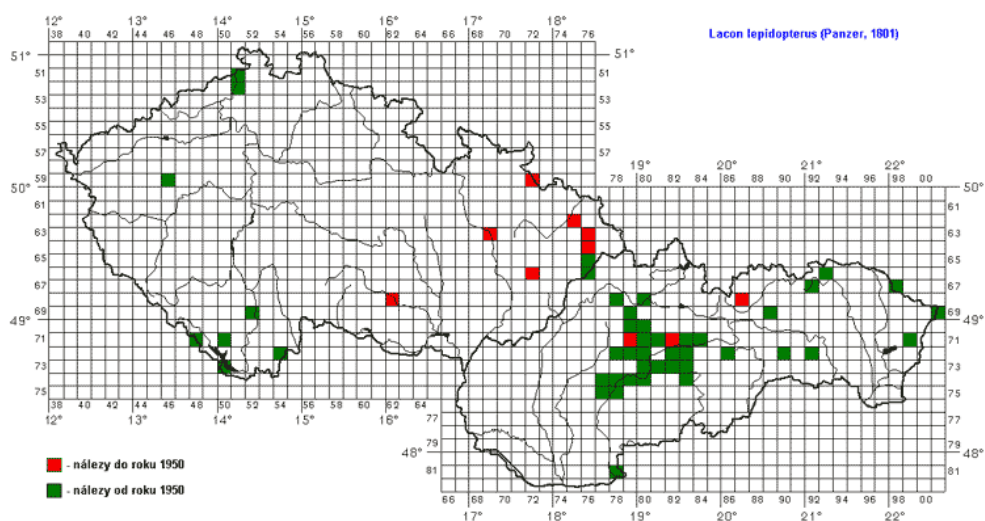 12° 13° 14° 15° 16° 17° 18°
38 40 42 44 46 48 50 52 54 56 58 60 62 64 66 68 70 72 74 76
Lacon lepidopterus (Panzer, 1801)
51° 51°
51 51
53 53
55 55
57 57
19° 20° 21° 22°
78 80 82 84 86 88 90 92 94 96 98 00
59
50° 50°
61 61
63 63
65 65
67 67
69 69
49° 49°
71 71
73 73
75 75
38 40 42 44 46 48 50 52 54 56 58 60 62 64
12° 13° 14° 15° 16°
77 77
79 79
48° 48°
81 81
66 68 70 72 74 76 78 80 82 84 86 88 90 92 94 96 98 00
17° 18° 19° 20° 21° 22°
- nálezy do roku 1950
- nálezy od roku 1950